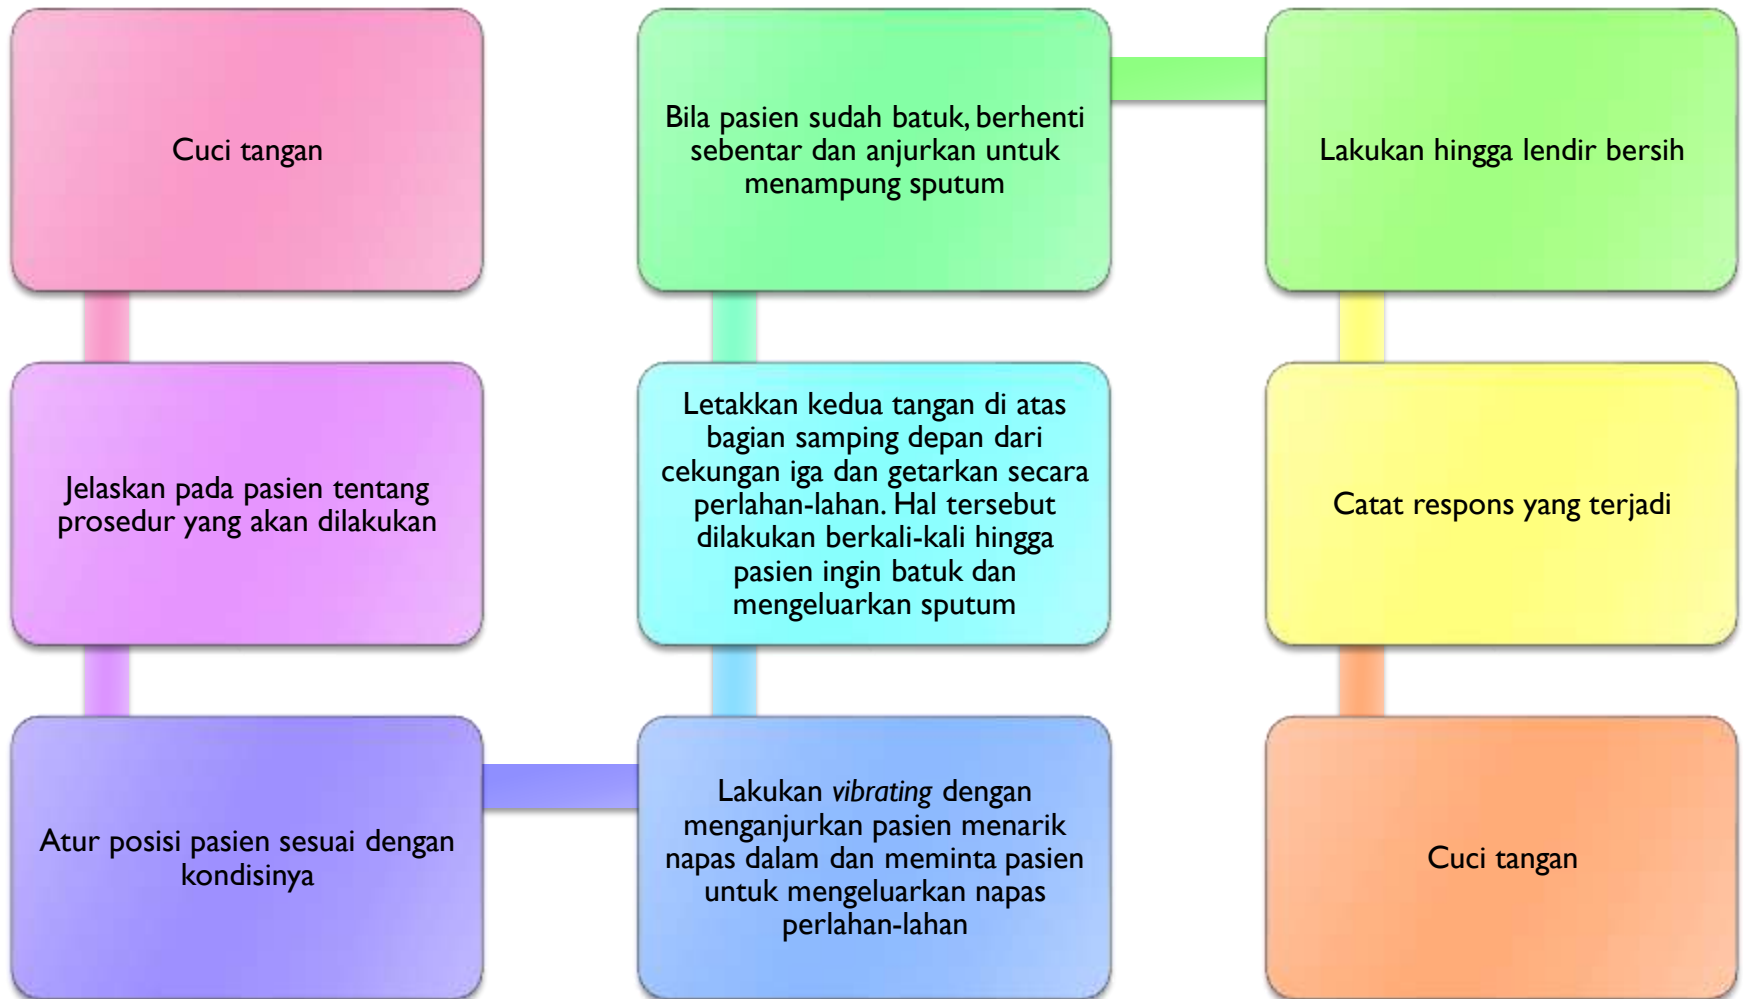 Cuci tangan
Jelaskan pada pasien tentang
prosedur yang akan dilakukan
Atur posisi pasien sesuai dengan
kondisinya
Lakukan vibrating dengan
menganjurkan pasien menarik
napas dalam dan meminta pasien
untuk mengeluarkan napas
perlahan-lahan
Letakkan kedua tangan di atas
bagian samping depan dari
cekungan iga dan getarkan secara
perlahan-lahan. Hal tersebut
dilakukan berkali-kali hingga
pasien ingin batuk dan
mengeluarkan sputum
Bila pasien sudah batuk, berhenti
sebentar dan anjurkan untuk
menampung sputum
Lakukan hingga lendir bersih
Catat respons yang terjadi
Cuci tangan